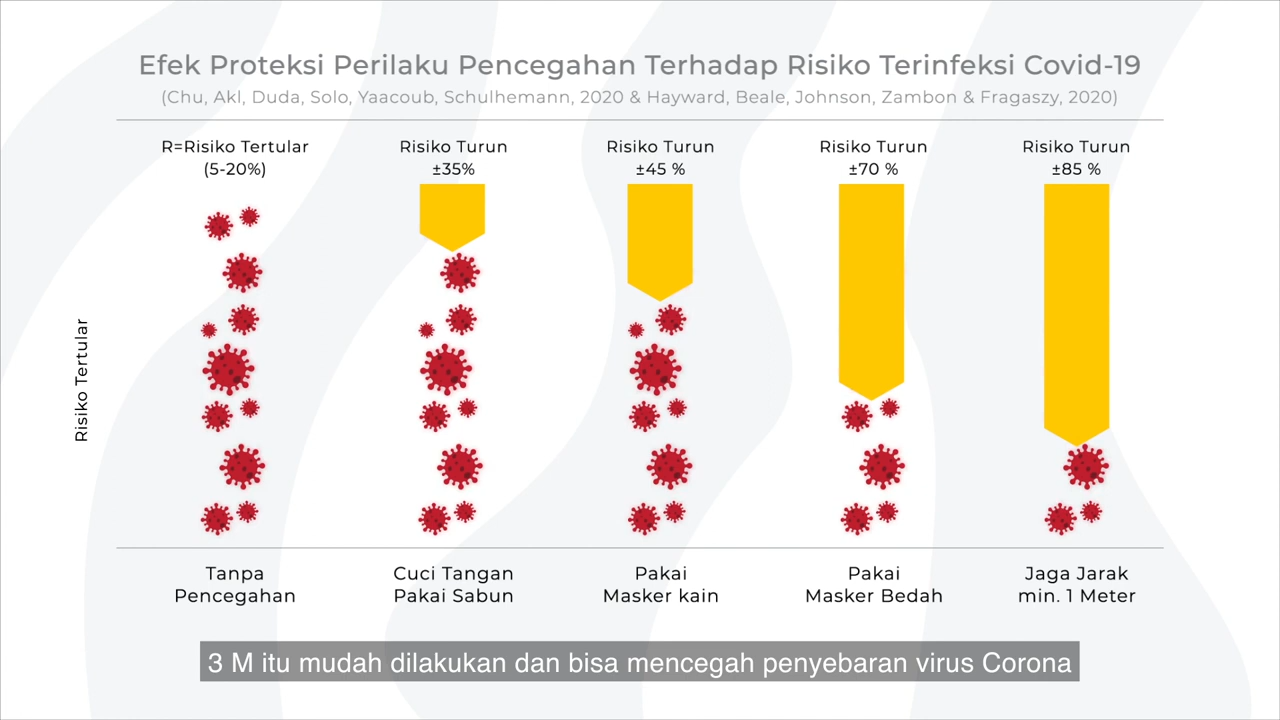 Efek Proteksi Perilaku Pencegahan Terhadap Risiko Terinfeksi Covid-19
(Chu, Akl, Duda, Solo, Yaacoub, Schulhemann, 2020 & Hayward, Beale, Johnson, Zambon & Fragaszy, 2020)
R=Risiko Tertular
(5-20%)
Risiko Turun
±35%
Risiko Turun
±45 %
Risiko Turun
±70 %
Risiko Turun
±85 %
Risiko Tertular
Tanpa
Pencegahan
Cuci Tangan
Pakai Sabun
Pakai
Masker kain
Pakai
Masker Bedah
Jaga Jarak
min. 1 Meter
3 M itu mudah dilakukan dan bisa mencegah penyebaran virus Corona